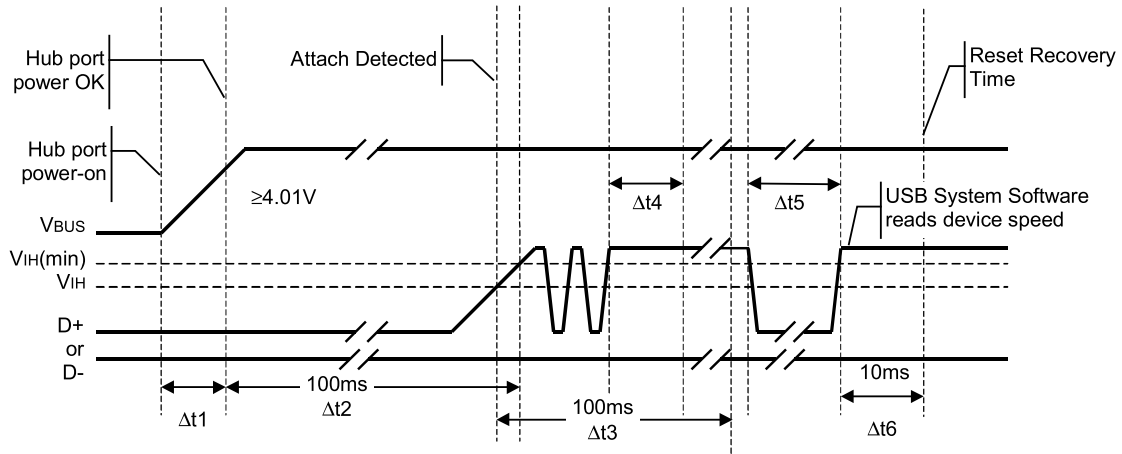 Hub port
power OK
Attach Detected
Reset Recovery
Time
Hub port
power-on
≥4.01V
Δt4
Δt5
USB System Software
reads device speed
VBUS
VIH(min)
VIH
D+
or
D-
100ms
10ms
Δt1
Δt2
100ms
Δt3
Δt6